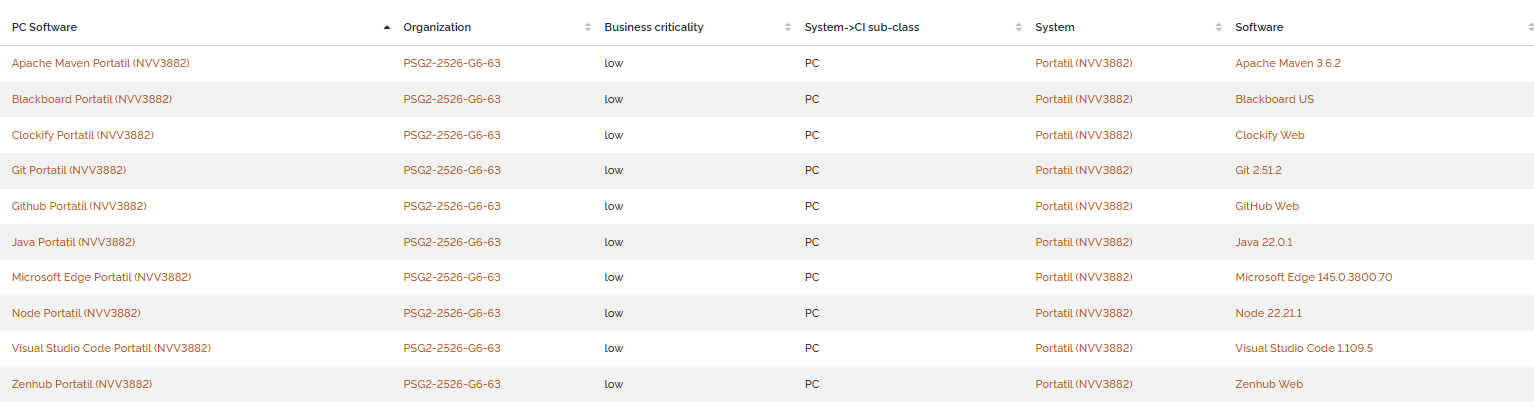 PC Software Organization Business criticality System->CI sub-class System Software
Apache Maven Portatil (NVV3882) PSG2-2526-G6-63 low PC Portatil (NVV3882) Apache Maven 3.6.2
Blackboard Portatil (NVV3882) PSG2-2526-G6-63 low PC Portatil (NVV3882) Blackboard US
Clockify Portatil (NVV3882) PSG2-2526-G6-63 low PC Portatil (NVV3882) Clockify Web
Git Portatil (NVV3882) PSG2-2526-G6-63 low PC Portatil (NVV3882) Git 2.51.2
Github Portatil (NVV3882) PSG2-2526-G6-63 low PC Portatil (NVV3882) GitHub Web
Java Portatil (NVV3882) PSG2-2526-G6-63 low PC Portatil (NVV3882) Java 22.0.1
Microsoft Edge Portatil (NVV3882) PSG2-2526-G6-63 low PC Portatil (NVV3882) Microsoft Edge 145.0.3800.70
Node Portatil (NVV3882) PSG2-2526-G6-63 low PC Portatil (NVV3882) Node 22.21.1
Visual Studio Code Portatil (NVV3882) PSG2-2526-G6-63 low PC Portatil (NVV3882) Visual Studio Code 1.109.5
Zenhub Portatil (NVV3882) PSG2-2526-G6-63 low PC Portatil (NVV3882) Zenhub Web